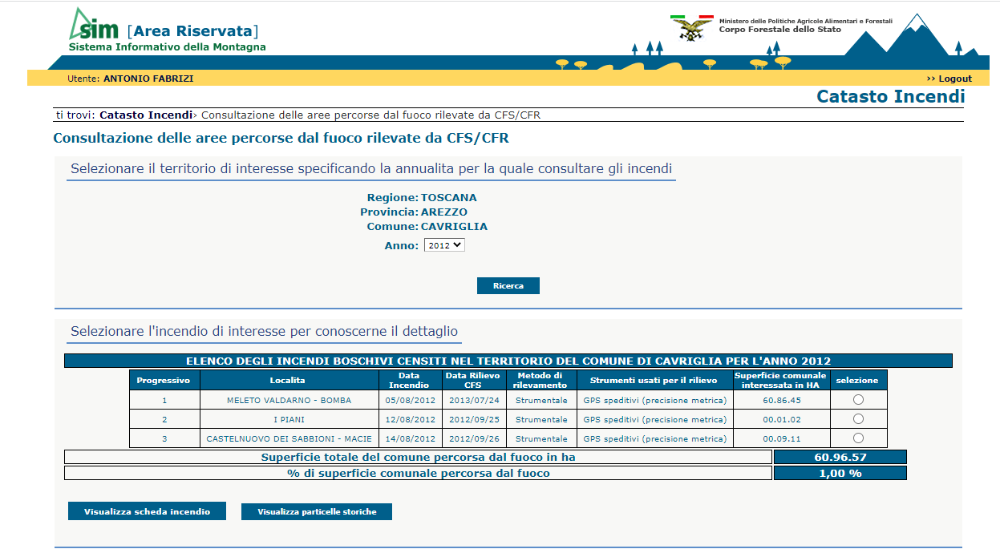 sim [Area Riservata]
Sistema Informativo della Montagna
Ministero delle Politiche Agricole Alimentari e Forestali
Corpo Forestale dello Stato
Utente: ANTONIO FABRIZI
›› Logout
Catasto Incendi
ti trovi: Catasto Incendi› Consultazione delle aree percorse dal fuoco rilevate da CFS/CFR
Consultazione delle aree percorse dal fuoco rilevate da CFS/CFR
Selezionare il territorio di interesse specificando la annualita per la quale consultare gli incendi
Regione: TOSCANA
Provincia: AREZZO
Comune: CAVRIGLIA
Anno: 2012
Ricerca
Selezionare l'incendio di interesse per conoscerne il dettaglio
ELENCO DEGLI INCENDI BOSCHIVI CENSITI NEL TERRITORIO DEL COMUNE DI CAVRIGLIA PER L'ANNO 2012
Progressivo Localita Data Incendio Data Rilievo CFS Metodo di rilevamento Strumenti usati per il rilievo Superficie comunale interessata in HA selezione
1 MELETO VALDARNO - BOMBA 05/08/2012 2013/07/24 Strumentale GPS speditivi (precisione metrica) 60.86.45
2 I PIANI 12/08/2012 2012/09/25 Strumentale GPS speditivi (precisione metrica) 00.01.02
3 CASTELNUOVO DEI SABBIONI - MACIE 14/08/2012 2012/09/26 Strumentale GPS speditivi (precisione metrica) 00.09.11
Superficie totale del comune percorsa dal fuoco in ha 60.96.57
% di superficie comunale percorsa dal fuoco 1,00 %
Visualizza scheda incendio Visualizza particelle storiche